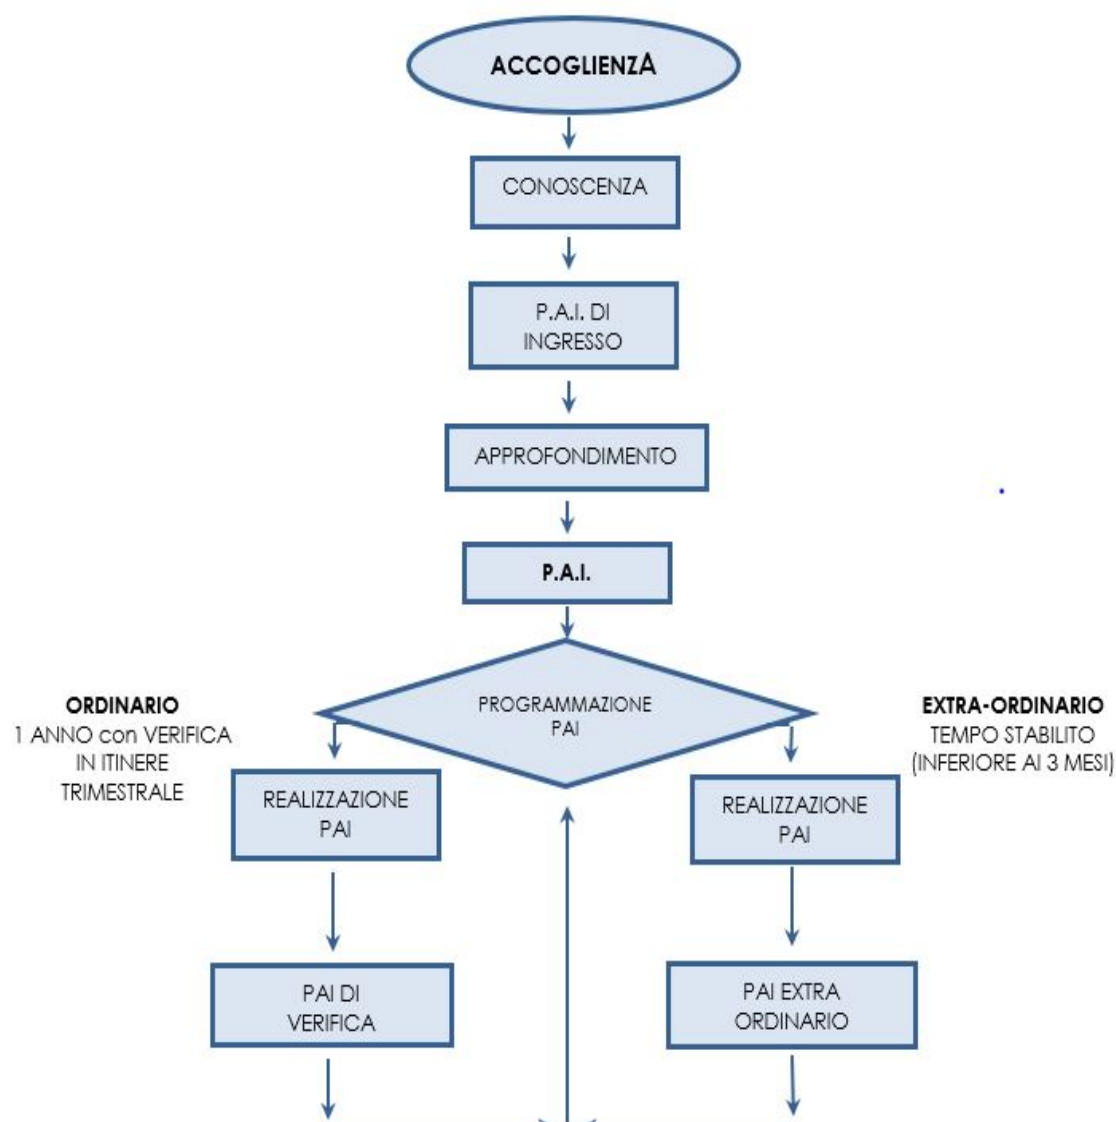 ACCOGLIENZA
CONOSCENZA
P.A.I. DI
INGRESSO
APPROFONDIMENTO
P.A.I.
PROGRAMMAZIONE
PAI
ORDINARIO
1 ANNO con VERIFICA
IN ITINERE
TRIMESTRALE
EXTRA-ORDINARIO
TEMPO STABILITO
(INFERIORE AI 3 MESI)
REALIZZAZIONE
PAI
REALIZZAZIONE
PAI
PAI DI
VERIFICA
PAI EXTRA
ORDINARIO